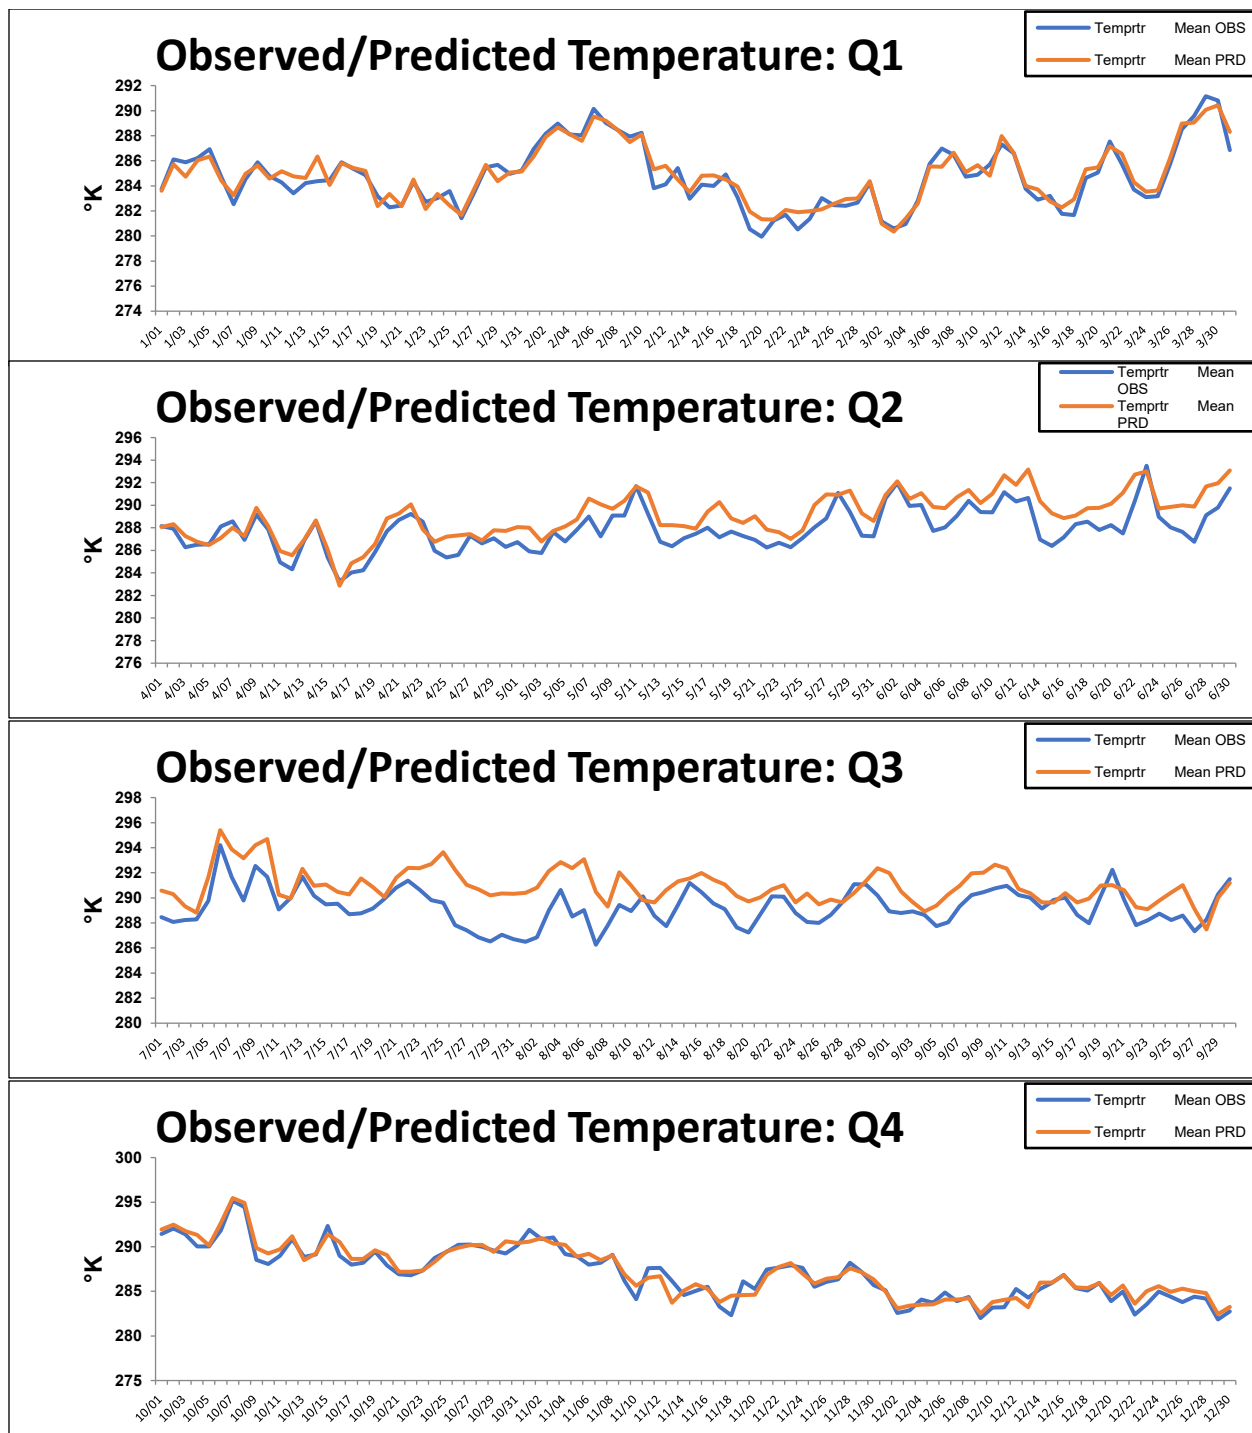 Observed/Predicted Temperature: Q1
Temprtr Mean OBS
Temprtr Mean PRD
°K
292
290
288
286
284
282
280
278
276
274
1/01 1/03 1/05 1/07 1/09 1/11 1/13 1/15 1/17 1/19 1/21 1/23 1/25 1/27 1/29 1/31 2/02 2/04 2/06 2/08 2/10 2/12 2/14 2/16 2/18 2/20 2/22 2/24 2/26 2/28 3/02 3/04 3/06 3/08 3/10 3/12 3/14 3/16 3/18 3/20 3/22 3/24 3/26 3/28 3/30
Observed/Predicted Temperature: Q2
Temprtr Mean
OBS
Temprtr Mean
PRD
°K
296
294
292
290
288
286
284
282
280
278
276
4/01 4/03 4/05 4/07 4/09 4/11 4/13 4/15 4/17 4/19 4/21 4/23 4/25 4/27 4/29 5/01 5/03 5/05 5/07 5/09 5/11 5/13 5/15 5/17 5/19 5/21 5/23 5/25 5/27 5/29 5/31 6/02 6/04 6/06 6/08 6/10 6/12 6/14 6/16 6/18 6/20 6/22 6/24 6/26 6/28 6/30
Observed/Predicted Temperature: Q3
Temprtr Mean OBS
Temprtr Mean PRD
°K
298
296
294
292
290
288
286
284
282
280
7/01 7/03 7/05 7/07 7/09 7/11 7/13 7/15 7/17 7/19 7/21 7/23 7/25 7/27 7/29 7/31 8/02 8/04 8/06 8/08 8/10 8/12 8/14 8/16 8/18 8/20 8/22 8/24 8/26 8/28 8/30 9/01 9/03 9/05 9/07 9/09 9/11 9/13 9/15 9/17 9/19 9/21 9/23 9/25 9/27 9/29
Observed/Predicted Temperature: Q4
Temprtr Mean OBS
Temprtr Mean PRD
°K
300
295
290
285
280
275
10/01 10/03 10/05 10/07 10/09 10/11 10/13 10/15 10/17 10/19 10/21 10/23 10/25 10/27 10/29 10/31 11/02 11/04 11/06 11/08 11/10 11/12 11/14 11/16 11/18 11/20 11/22 11/24 11/26 11/28 11/30 12/02 12/04 12/06 12/08 12/10 12/12 12/14 12/16 12/18 12/20 12/22 12/24 12/26 12/28 12/30